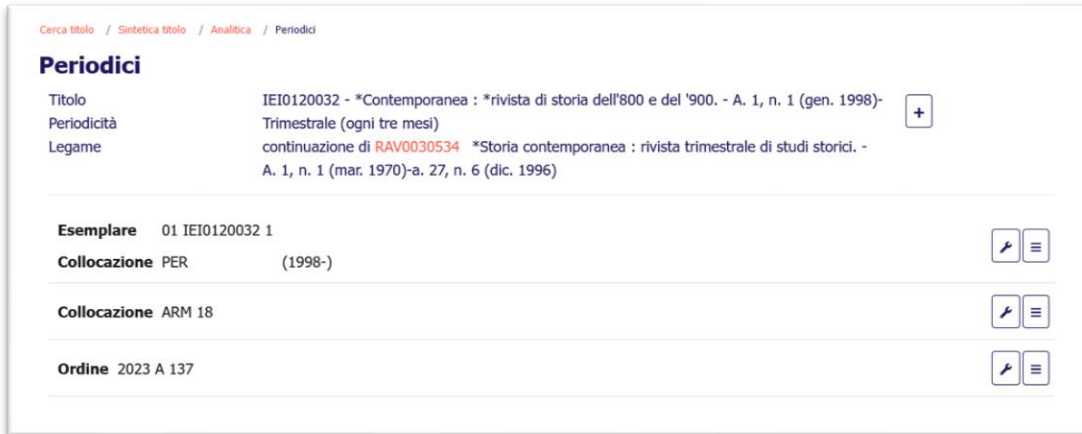 Cerca titolo / Sintetica titolo / Analitica / Periodici
Periodici
Titolo IEI0120032 - *Contemporanea : *rivista di storia dell'800 e del '900. - A. 1, n. 1 (gen. 1998)-
Periodicità Trimestrale (ogni tre mesi)
Legame continuazione di RAV0030534 *Storia contemporanea : rivista trimestrale di studi storici. -
A. 1, n. 1 (mar. 1970)-a. 27, n. 6 (dic. 1996)
Esemplare 01 IEI0120032 1
Collocazione PER (1998-)
Collocazione ARM 18
Ordine 2023 A 137